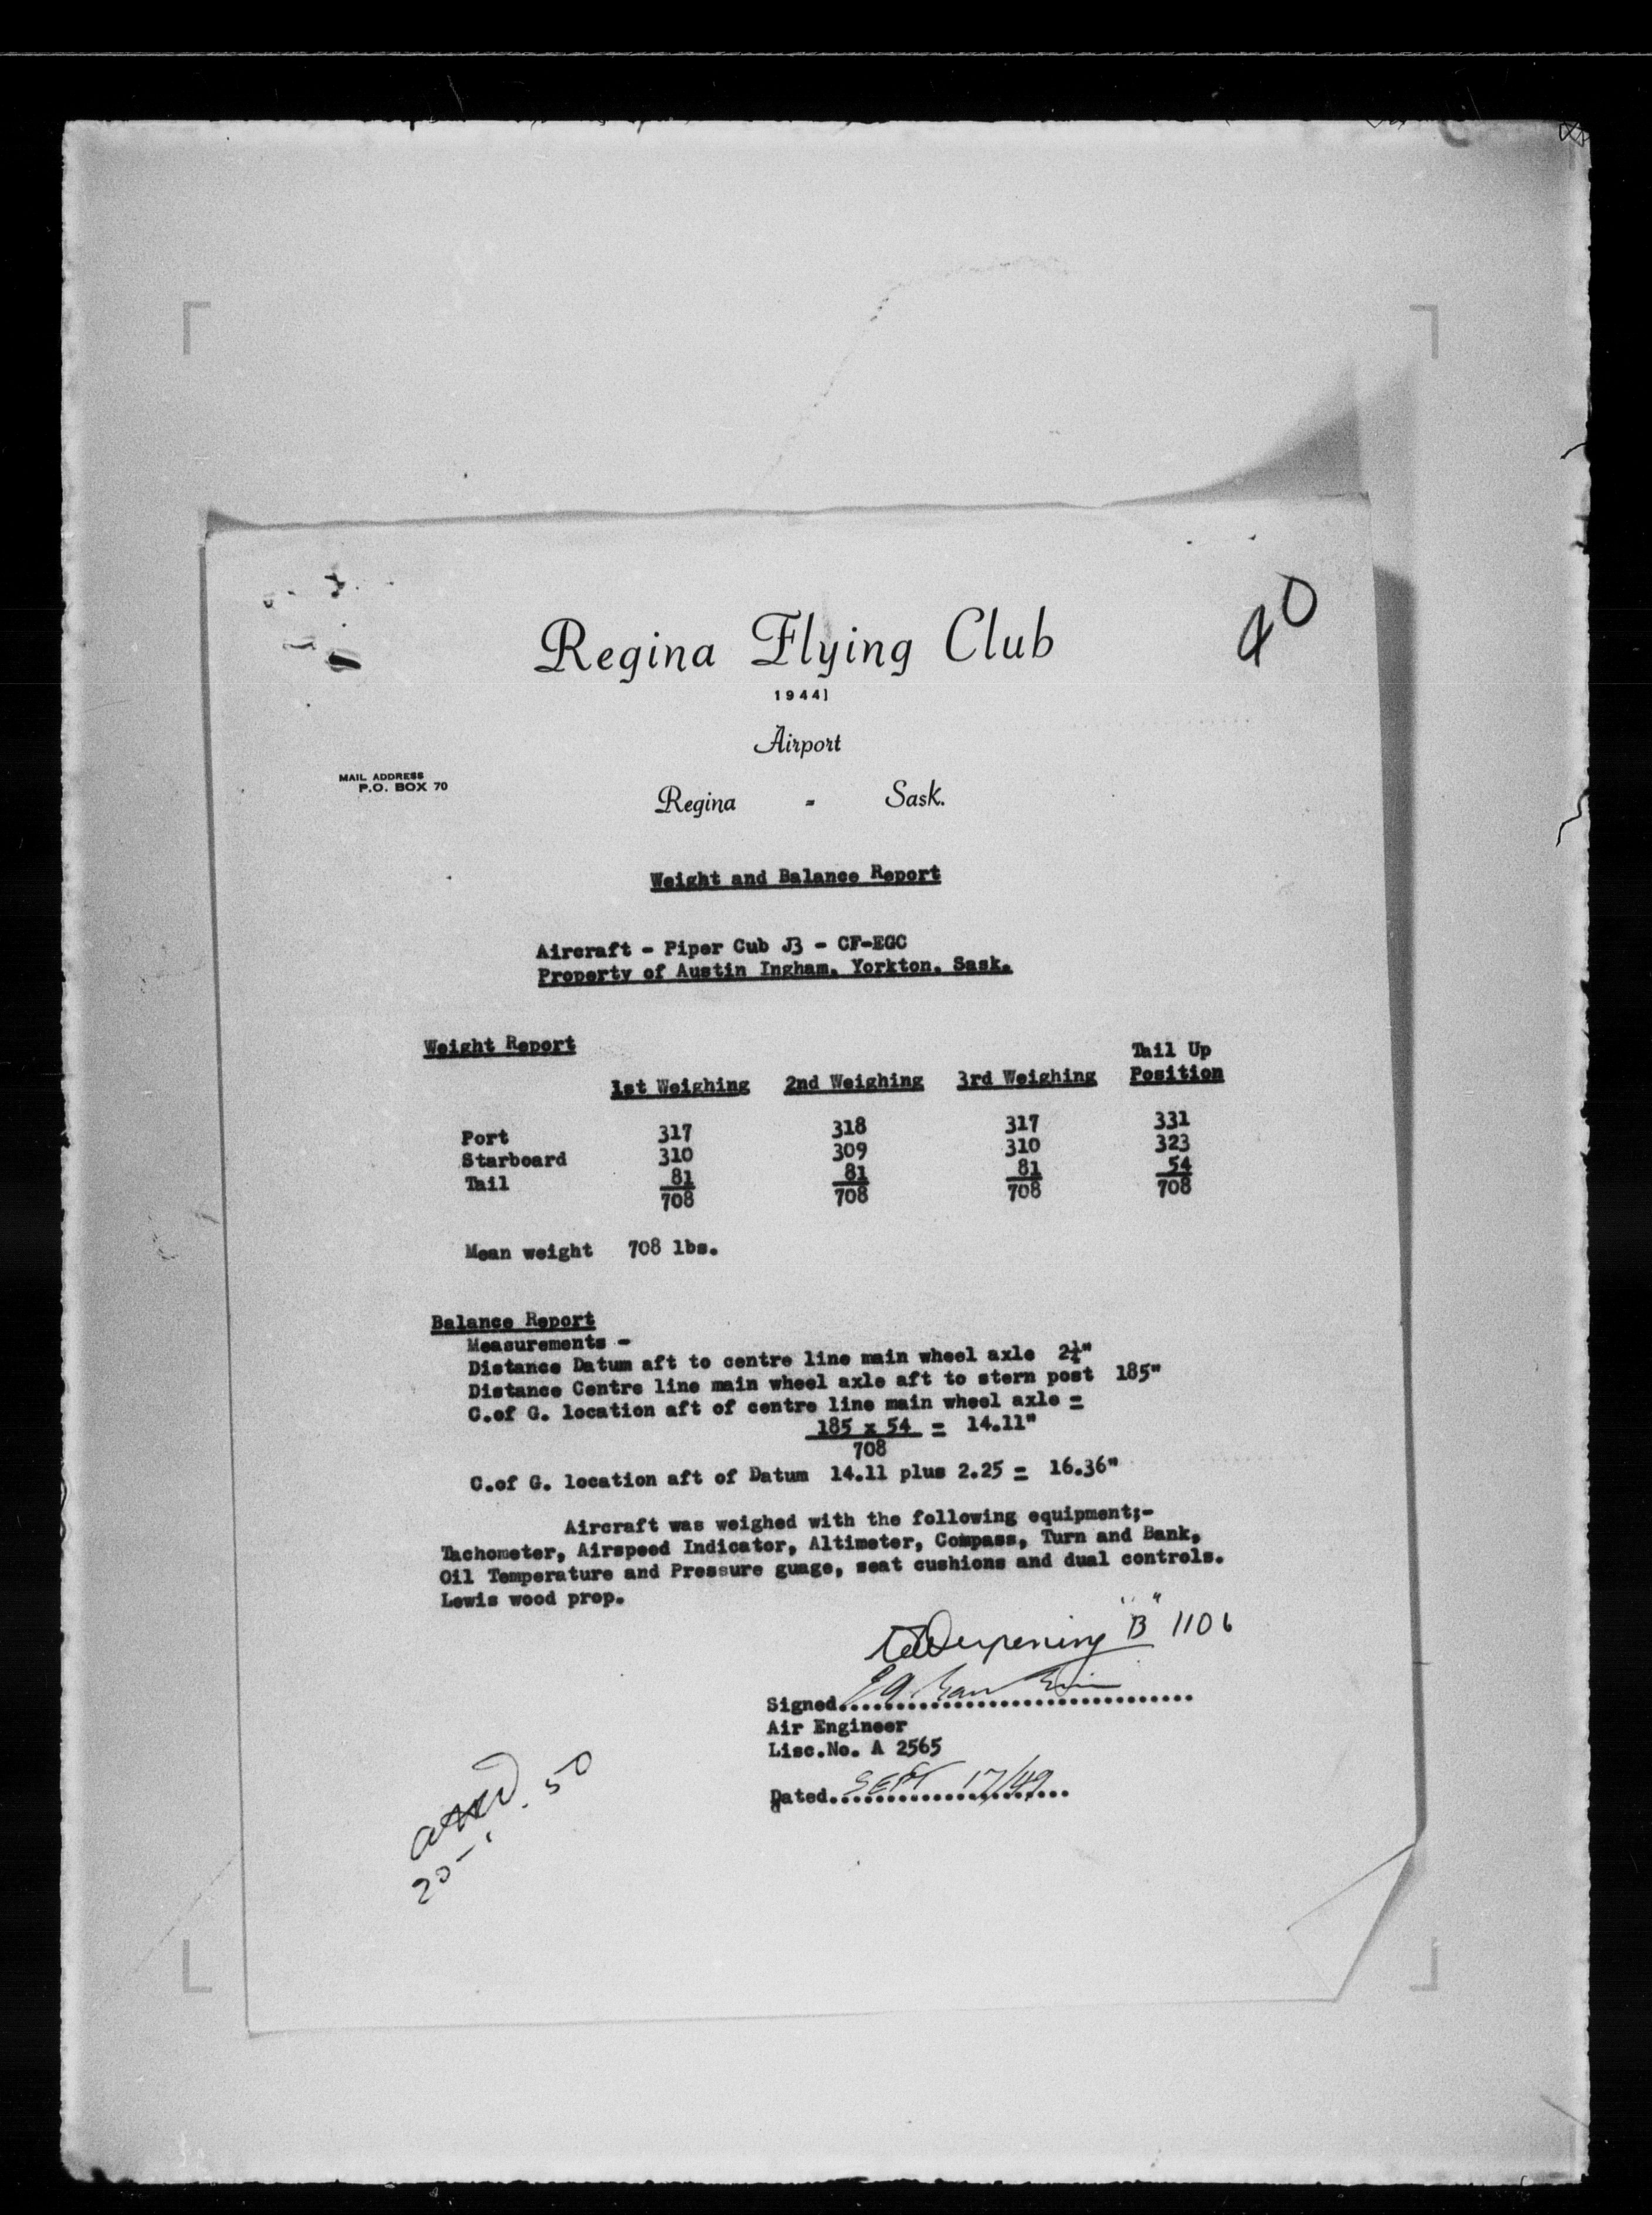 40
Regina Flying Club
1944]
Airport
MAIL ADDRESS
P.O. BOX 70
Regina - Sask.
Weight and Balance Report
Aircraft - Piper Cub J3 - CF-EGC
Property of Austin Ingham. Yorkton. Sask.
Weight Report
Tail Up
1st Weighing 2nd Weighing 3rd Weighing Position
Port 317 318 317 331
Starboard 310 309 310 323
Tail 81 81 81 54
708 708 708 708
Mean weight 708 lbs.
Balance Report
Measurements -
Distance Datum aft to centre line main wheel axle 2¼"
Distance Centre line main wheel axle aft to stern post 185"
C.of G. location aft of centre line main wheel axle =
185 x 54 = 14.11"
708
C.of G. location aft of Datum 14.11 plus 2.25 = 16.36"
Aircraft was weighed with the following equipment;-
Tachometer, Airspeed Indicator, Altimeter, Compass, Turn and Bank,
Oil Temperature and Pressure guage, seat cushions and dual controls.
Lewis wood prop.
"B" 1106
Signed
Air Engineer
Lisc.No. A 2565
Dated SEPT 17/49